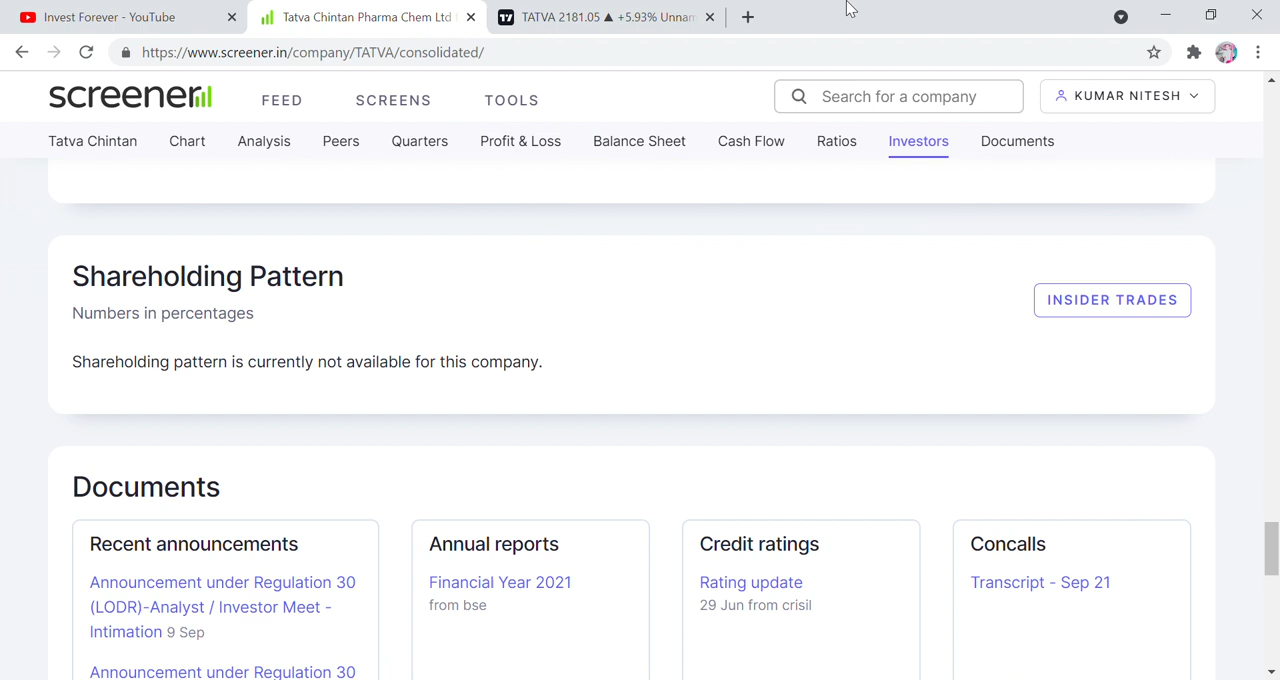 Invest Forever - YouTube
Tatva Chintan Pharma Chem Ltd
TATVA 2181.05 ▲ +5.93% Unnam
https://www.screener.in/company/TATVA/consolidated/
screener
FEED
SCREENS
TOOLS
Search for a company
KUMAR NITESH
Tatva Chintan
Chart
Analysis
Peers
Quarters
Profit & Loss
Balance Sheet
Cash Flow
Ratios
Investors
Documents
Shareholding Pattern
Numbers in percentages
INSIDER TRADES
Shareholding pattern is currently not available for this company.
Documents
Recent announcements
Announcement under Regulation 30
(LODR)-Analyst / Investor Meet -
Intimation 9 Sep
Announcement under Regulation 30
Annual reports
Financial Year 2021
from bse
Credit ratings
Rating update
29 Jun from crisil
Concalls
Transcript - Sep 21